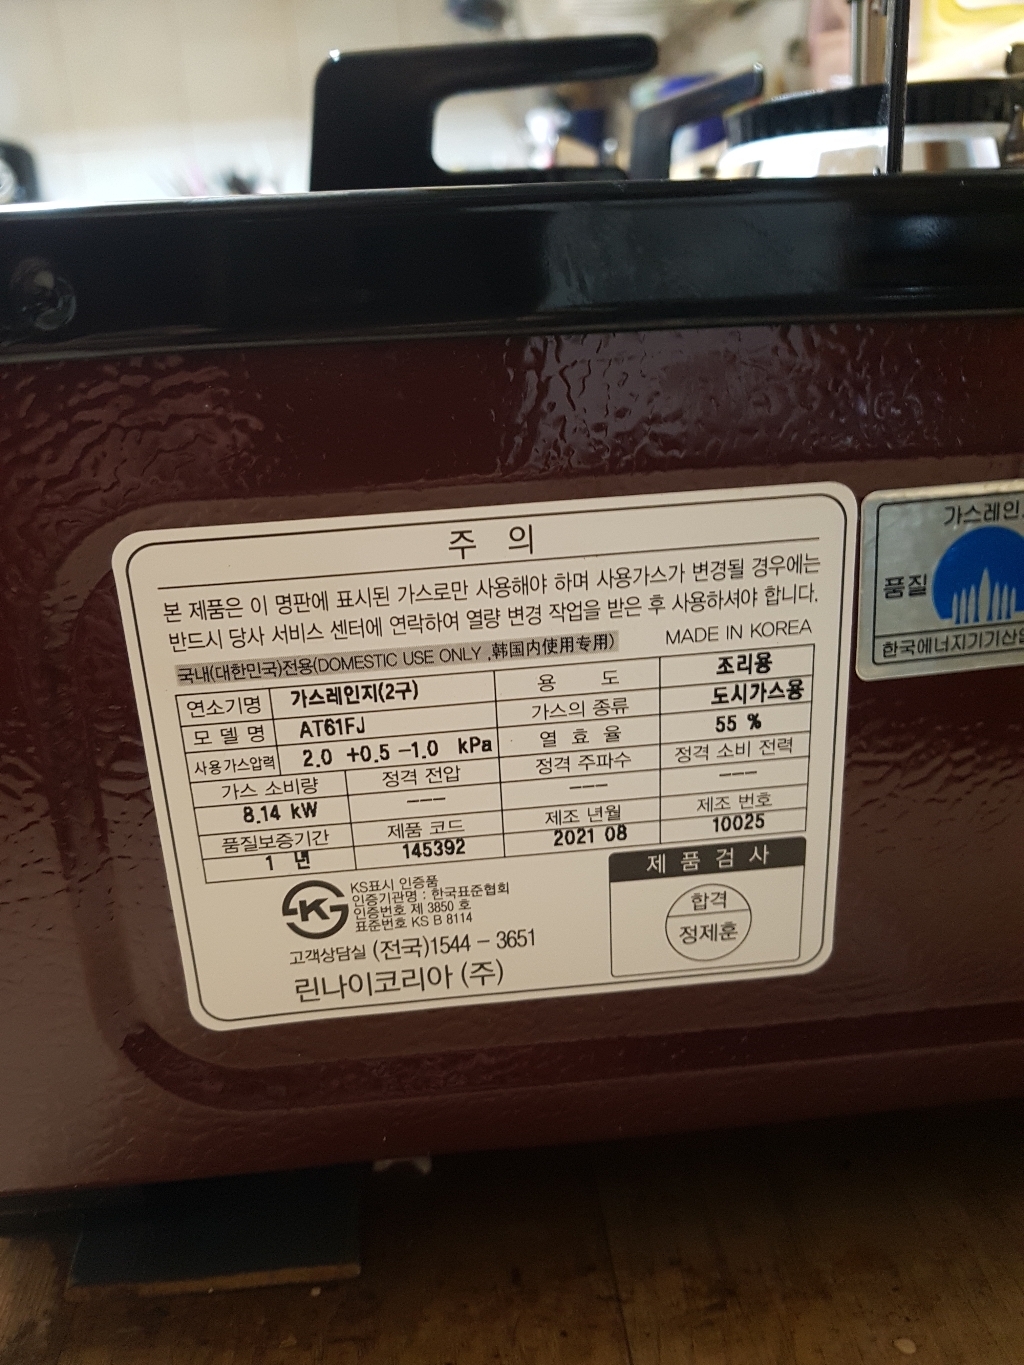 주 의
본 제품은 이 명판에 표시된 가스로만 사용해야 하며 사용가스가 변경될 경우에는
반드시 당사 서비스 센터에 연락하여 열량 변경 작업을 받은 후 사용하셔야 합니다.
국내(대한민국)전용(DOMESTIC USE ONLY ,韩国内使用专用) MADE IN KOREA
연소기명 가스레인지(2구) 용 도 조리용
모 델 명 AT61FJ 가스의 종류 도시가스용
사용가스압력 2.0 +0.5 -1.0 kPa 열 효 율 55 %
가스 소비량 정격 전압 정격 주파수 정격 소비 전력
8.14 kW --- --- ---
품질보증기간 제품 코드 제조 년월 제조 번호
1 년 145392 2021 08 10025
KS표시 인증품
인증기관명 : 한국표준협회
인증번호 제 3850 호
표준번호 KS B 8114
고객상담실 (전국)1544 - 3651
린나이코리아 (주)
제 품 검 사
합격
정제훈
가스레인
품질
한국에너지기기산